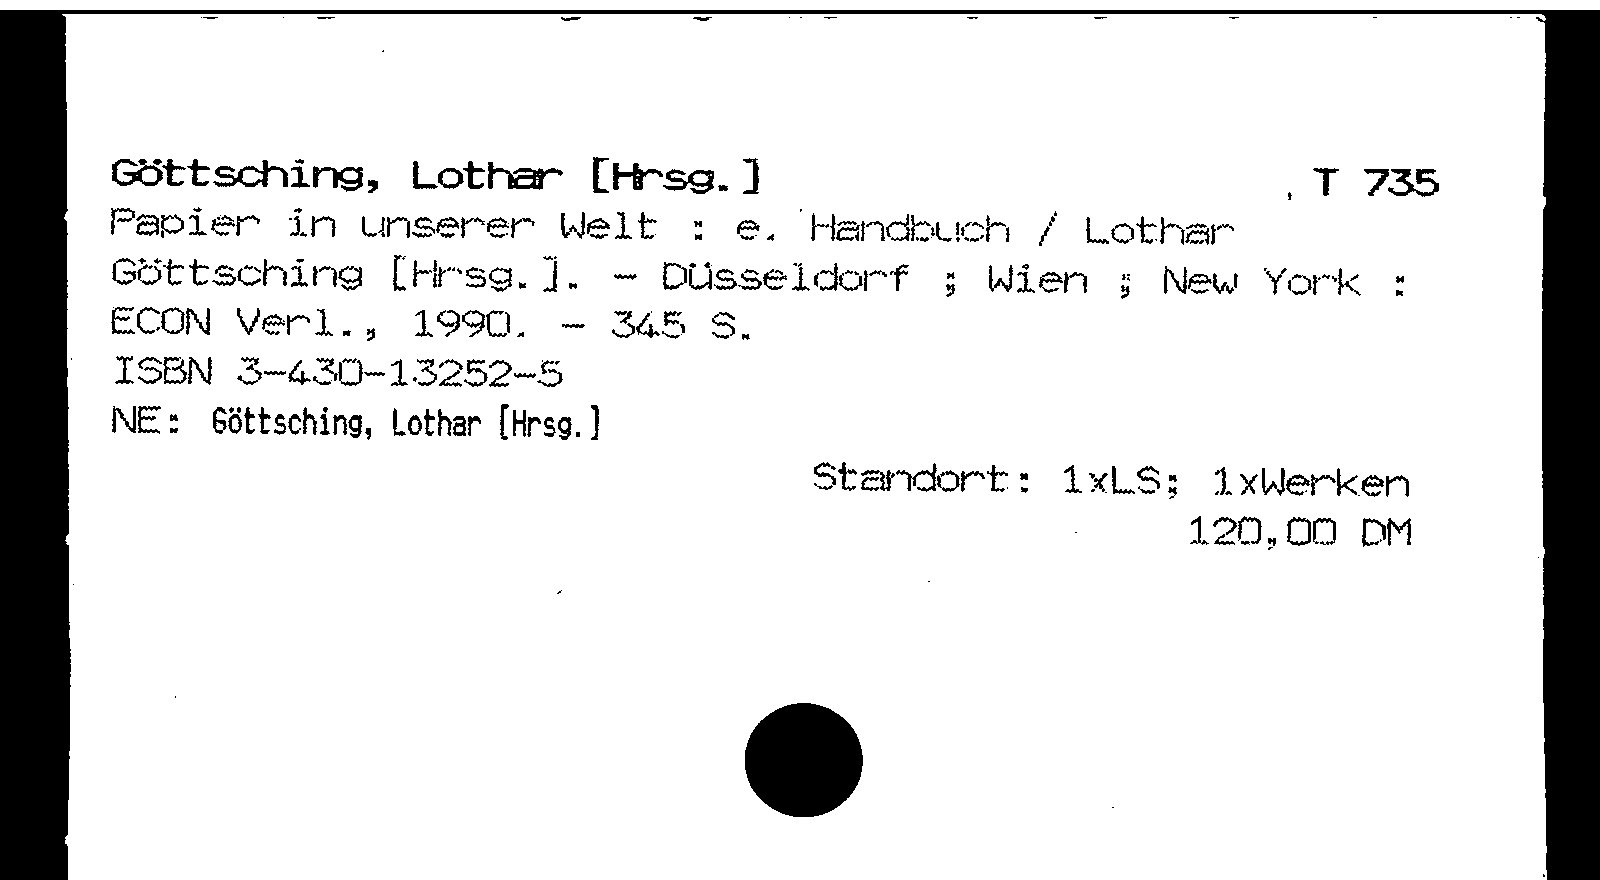 Göttsching, Lothar [Hrsg.] T 735
Papier in unserer Welt : e. Handbuch / Lothar
Göttsching [Hrsg.]. - Düsseldorf ; Wien ; New York :
ECON Verl., 1990. - 345 S.
ISBN 3-430-13252-5
NE: Göttsching, Lothar [Hrsg.]
Standort: 1xLS; 1xWerken
120,00 DM